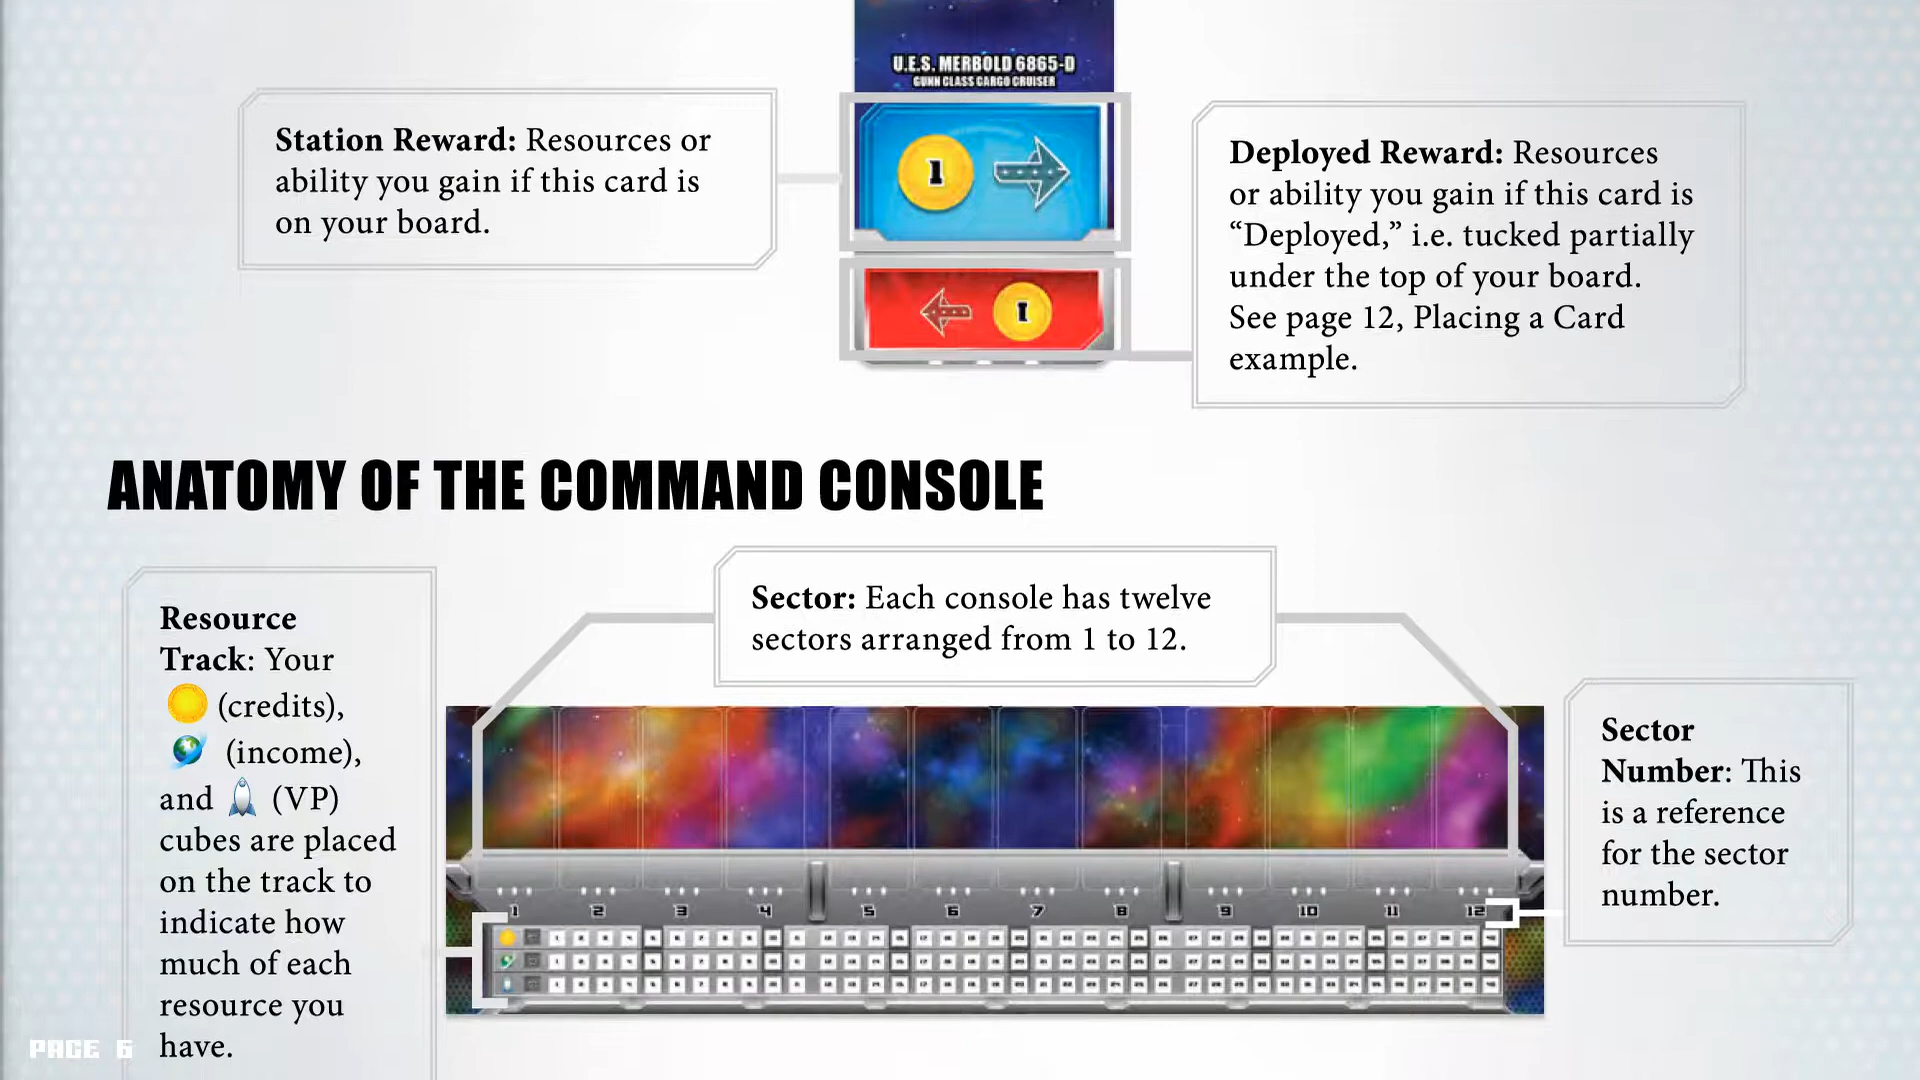 U.E.S. MERBOLD 6865-D
GUNN CLASS CARGO CRUISER
Station Reward: Resources or
ability you gain if this card is
on your board.
1
1
Deployed Reward: Resources
or ability you gain if this card is
“Deployed,” i.e. tucked partially
under the top of your board.
See page 12, Placing a Card
example.
ANATOMY OF THE COMMAND CONSOLE
Resource
Track: Your
(credits),
(income),
and (VP)
cubes are placed
on the track to
indicate how
much of each
resource you
have.
Sector: Each console has twelve
sectors arranged from 1 to 12.
1 2 3 4 5 6 7 8 9 10 11 12
Sector
Number: This
is a reference
for the sector
number.
PAGE 6